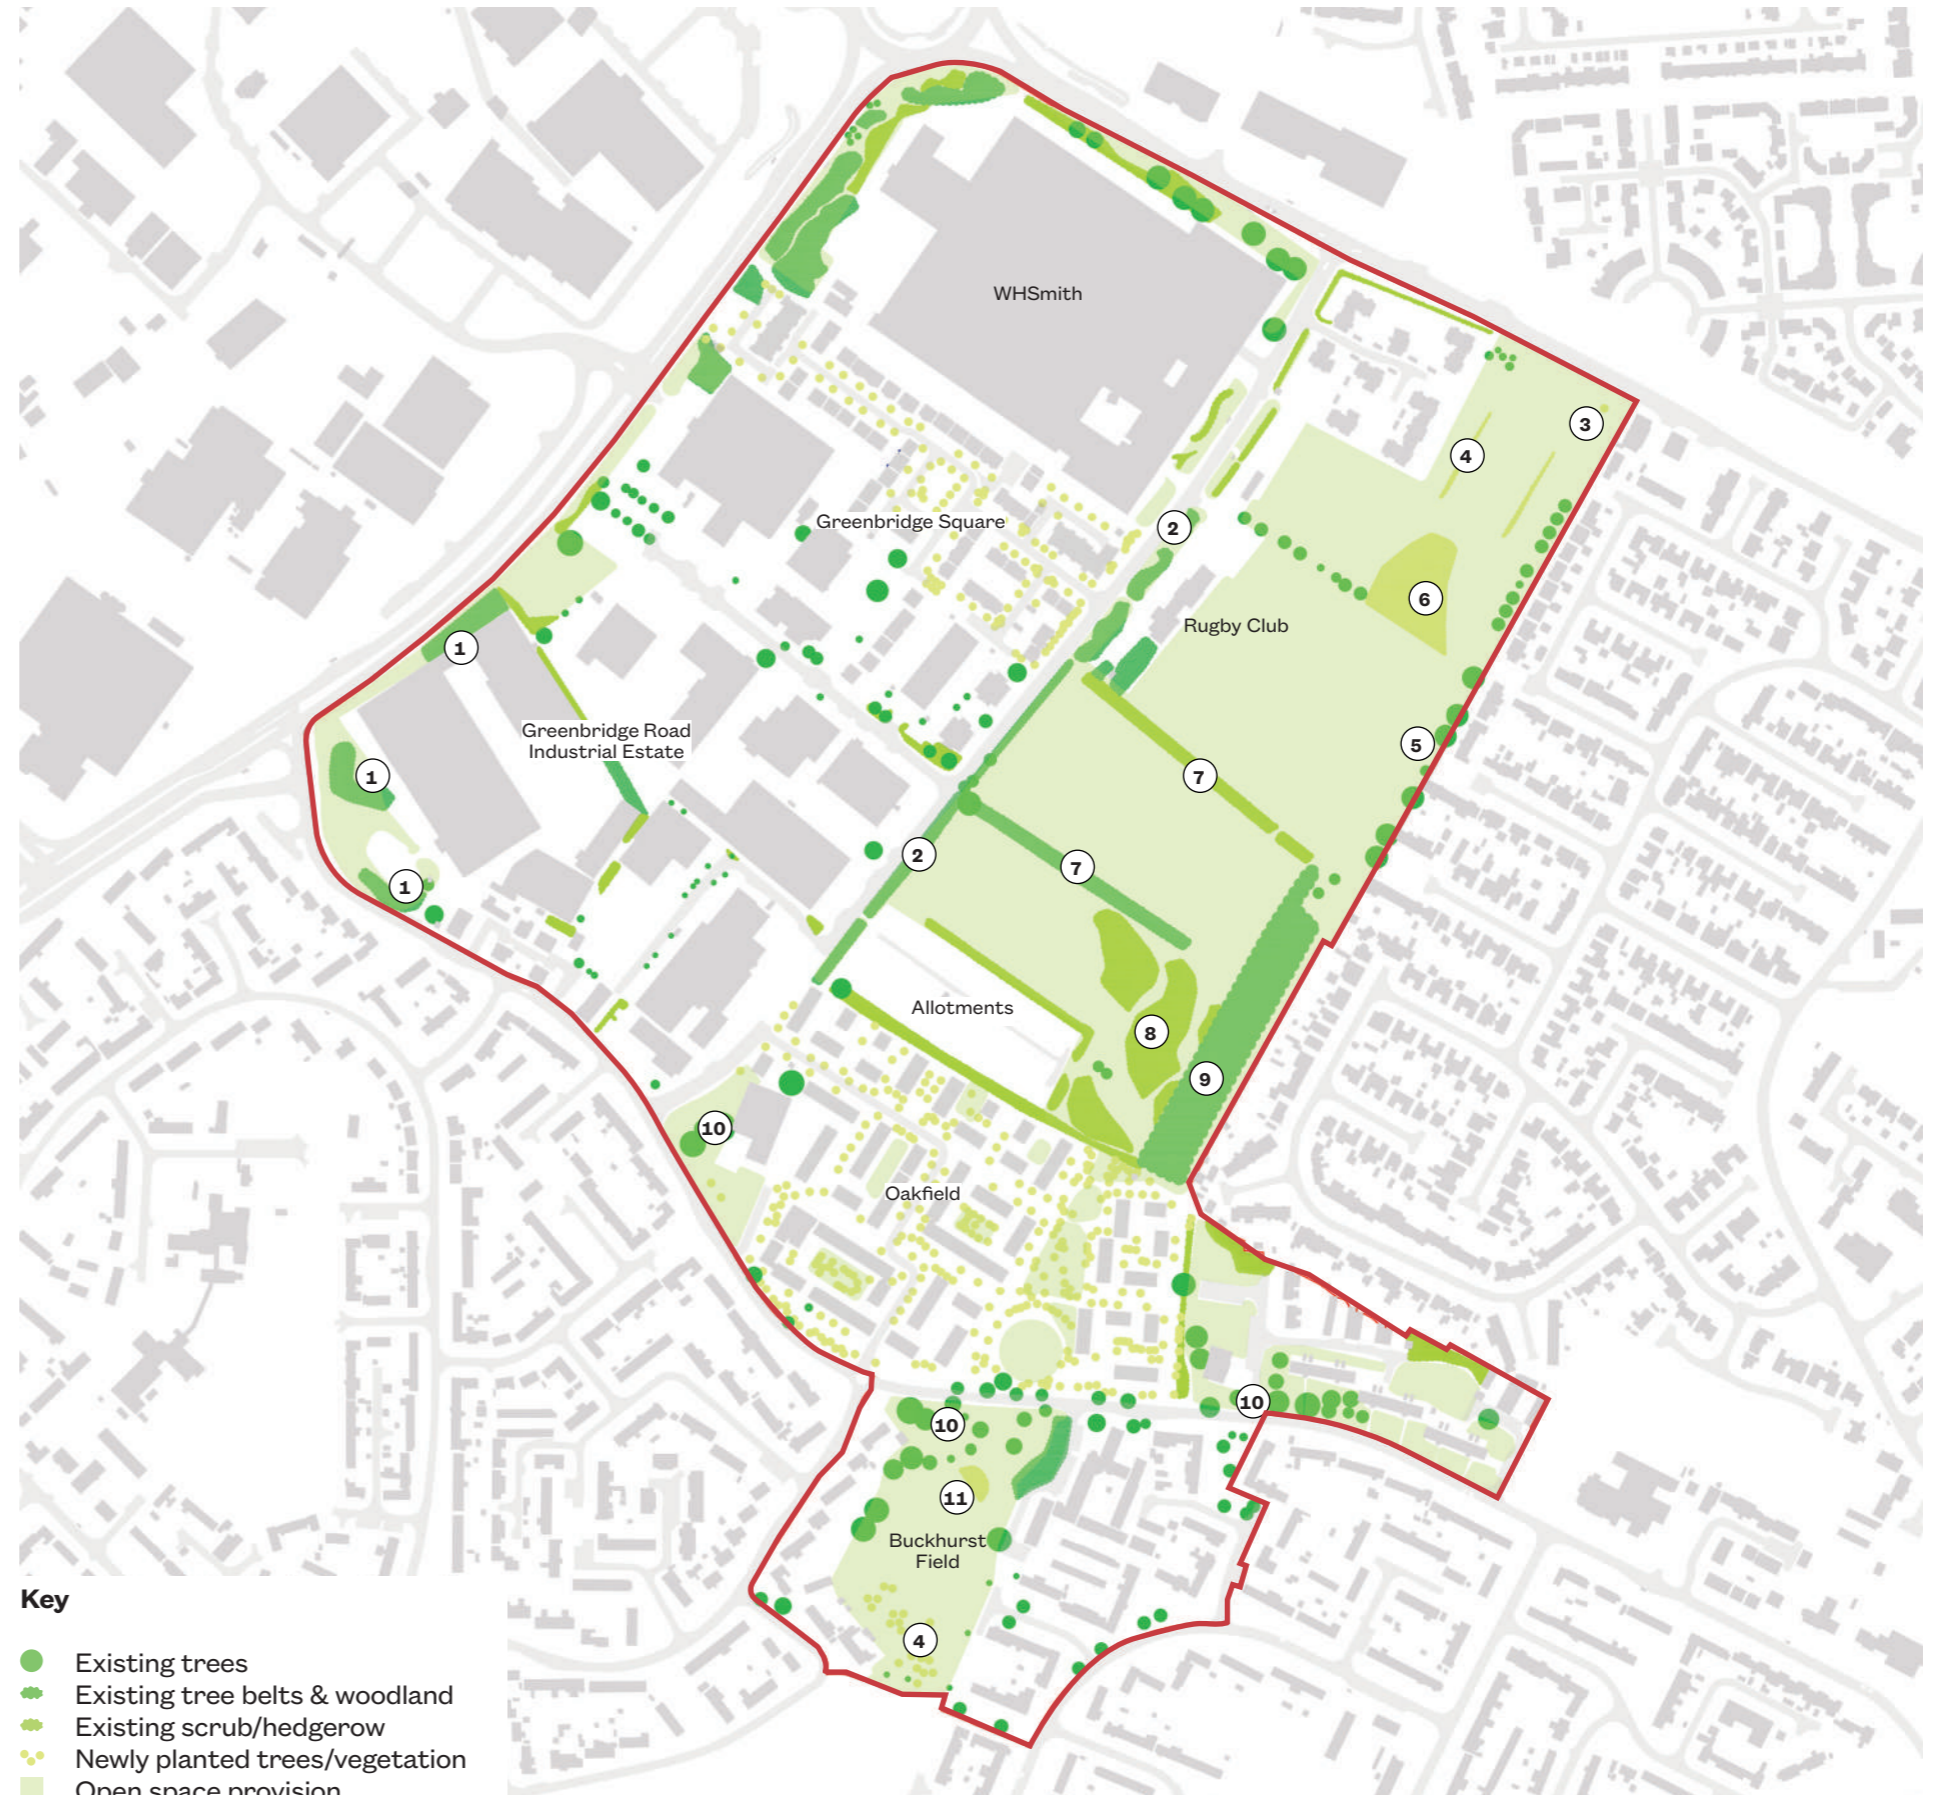 WHSmith
3
4
Greenbridge Square
2
6
Rugby Club
1
Greenbridge Road
Industrial Estate
5
7
1
2
7
1
Allotments
8
9
10
Oakfield
10
10
11
Buckhurst
Field
4
Key
Existing trees
Existing tree belts & woodland
Existing scrub/hedgerow
Newly planted trees/vegetation
Open space provision